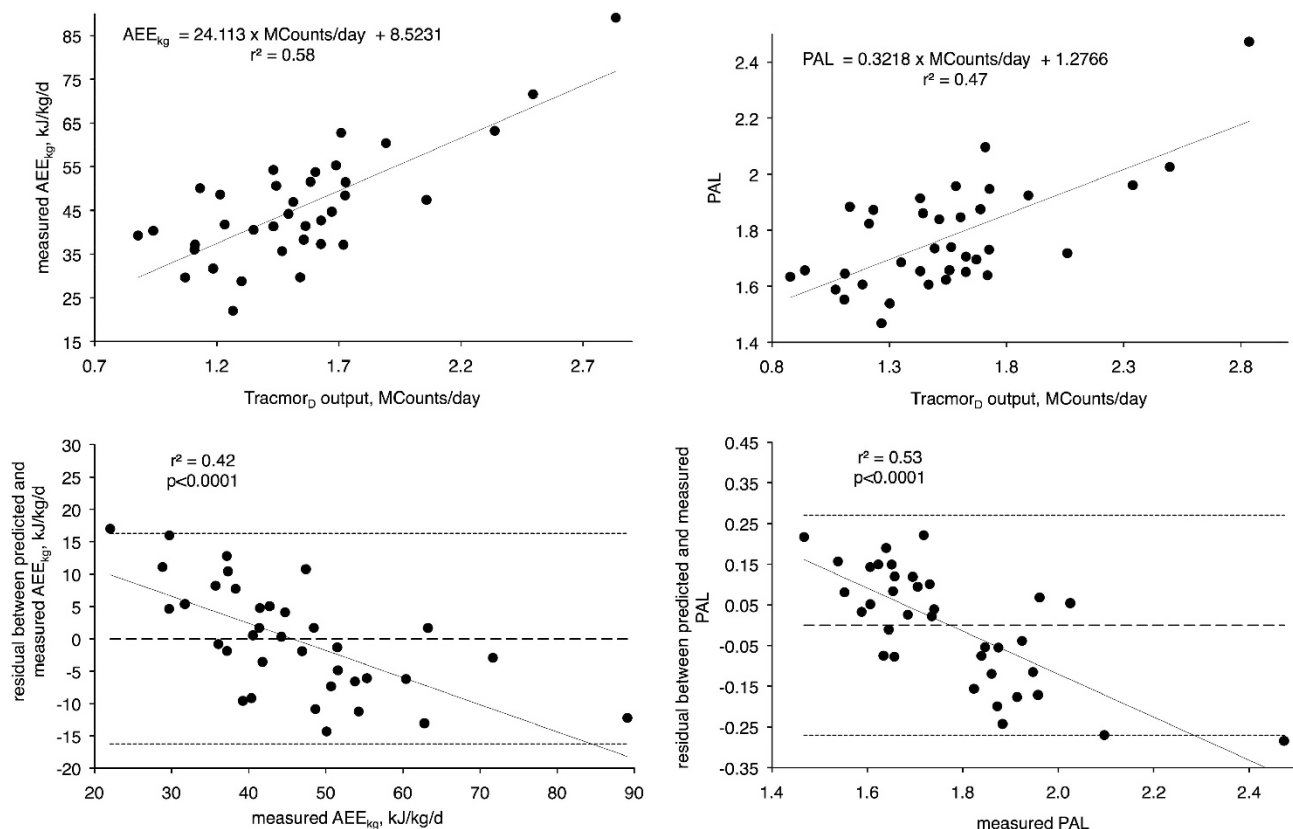 AEEkg = 24.113 x MCounts/day + 8.5231
r² = 0.58
measured AEEkg, kJ/kg/d
85
75
65
55
45
35
25
15
0.7 1.2 1.7 2.2 2.7
TracmorD output, MCounts/day
PAL = 0.3218 x MCounts/day + 1.2766
r² = 0.47
PAL
2.4
2.2
2.0
1.8
1.6
1.4
0.8 1.3 1.8 2.3 2.8
TracmorD output, MCounts/day
r² = 0.42
p<0.0001
residual between predicted and
measured AEEkg, kJ/kg/d
30
25
20
15
10
5
0
-5
-10
-15
-20
20 30 40 50 60 70 80 90
measured AEEkg, kJ/kg/d
r² = 0.53
p<0.0001
residual between predicted and measured
PAL
0.45
0.35
0.25
0.15
0.05
-0.05
-0.15
-0.25
-0.35
1.4 1.6 1.8 2.0 2.2 2.4
measured PAL